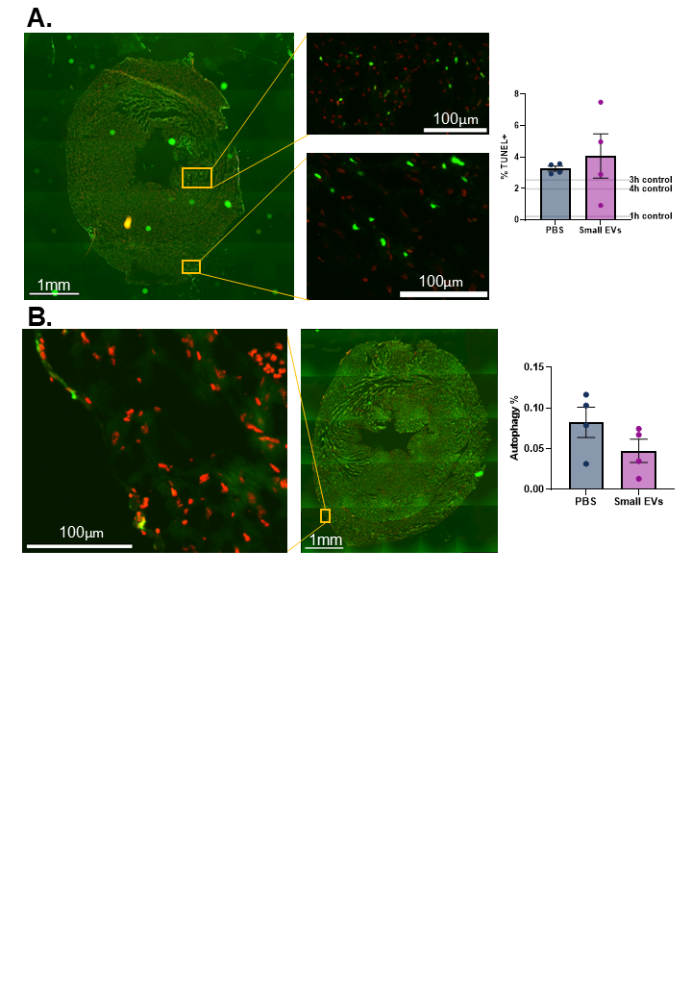 A.
1mm
100µm
100µm
% TUNEL+
8
6
4
2
0
3h control
4h control
1h control
PBS
Small EVs
B.
100µm
1mm
Autophagy %
0.15
0.10
0.05
0.00
PBS
Small EVs